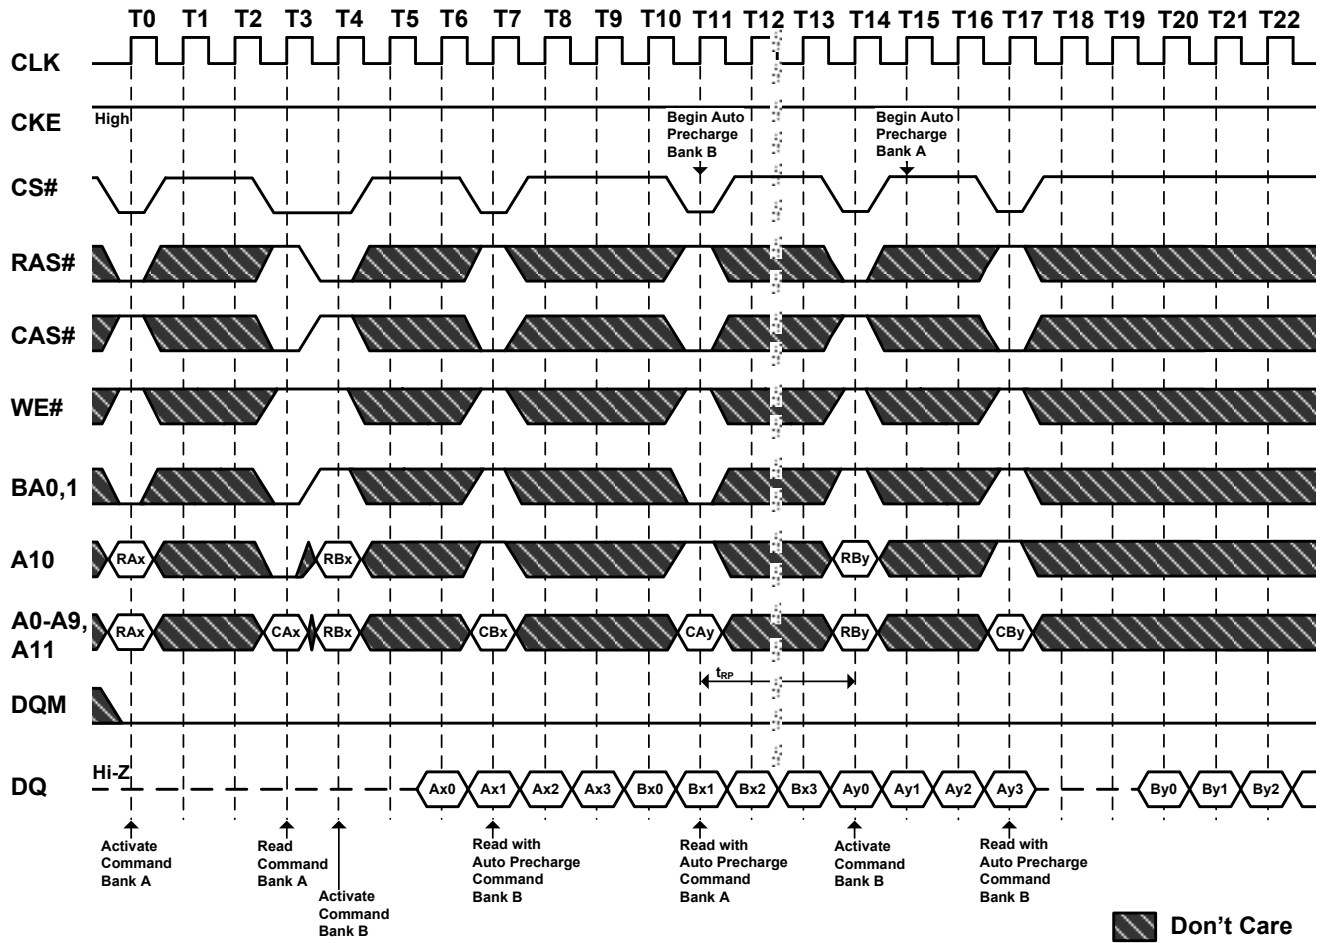 T0 T1 T2 T3 T4 T5 T6 T7 T8 T9 T10 T11 T12 T13 T14 T15 T16 T17 T18 T19 T20 T21 T22
CLK
CKE
High
Begin Auto
Precharge
Bank B
Begin Auto
Precharge
Bank A
CS#
RAS#
CAS#
WE#
BA0,1
A10
RAx RBx RBy
A0-A9,
A11
RAx CAx RBx CBx CAy RBy CBy
tRP
DQM
Hi-Z
DQ
Ax0 Ax1 Ax2 Ax3 Bx0 Bx1 Bx2 Bx3 Ay0 Ay1 Ay2 Ay3 By0 By1 By2
Activate
Command
Bank A
Read
Command
Bank A
Activate
Command
Bank B
Read with
Auto Precharge
Command
Bank B
Read with
Auto Precharge
Command
Bank A
Activate
Command
Bank B
Read with
Auto Precharge
Command
Bank B
Don't Care